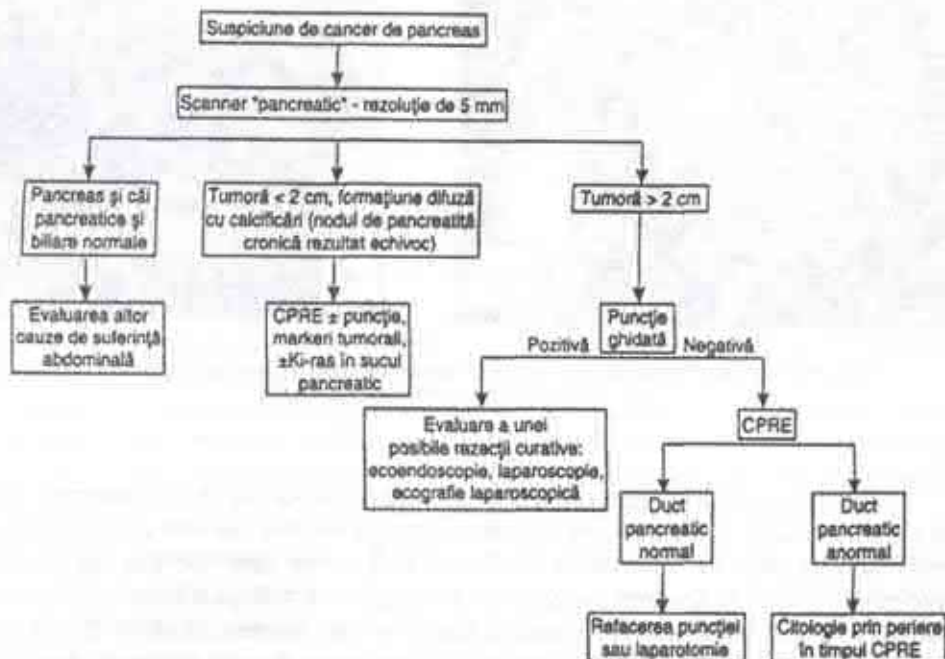 Suspiciune de cancer de pancreas
Scanner "pancreatic" - rezoluție de 5 mm
Pancreas și căi
pancreatice și
biliare normale
Tumoră < 2 cm, formațiune difuză
cu calcificări (nodul de pancreatită
cronică rezultat echivoc)
Tumoră > 2 cm
Evaluarea altor
cauze de suferință
abdominală
CPRE ± puncție,
markeri tumorali,
±Ki-ras în sucul
pancreatic
Puncție
ghidată
Pozitivă
Negativă
Evaluare a unei
posibile rezecții curative:
ecoendoscopie, laparoscopie,
ecografie laparoscopică
CPRE
Duct
pancreatic
normal
Duct
pancreatic
anormal
Refacerea puncției
sau laparotomie
Citologie prin periere
în timpul CPRE